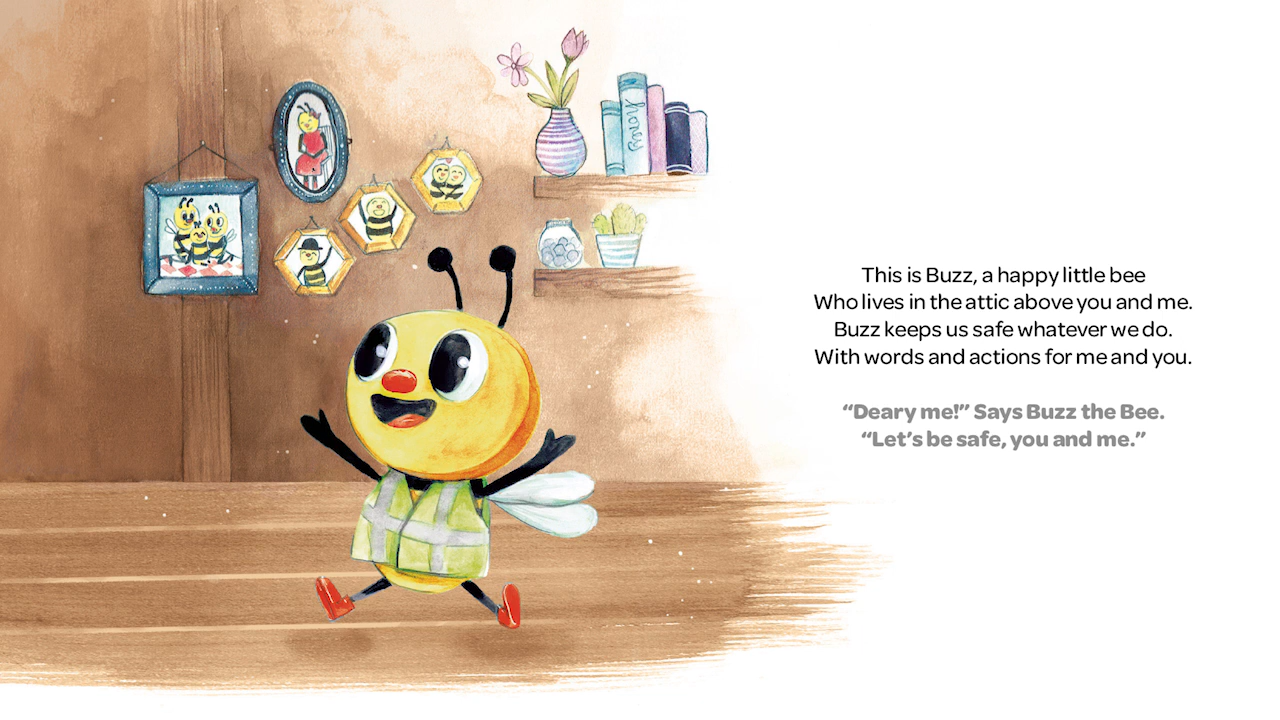 honey
This is Buzz, a happy little bee
Who lives in the attic above you and me.
Buzz keeps us safe whatever we do.
With words and actions for me and you.
“Deary me!” Says Buzz the Bee.
“Let’s be safe, you and me.”